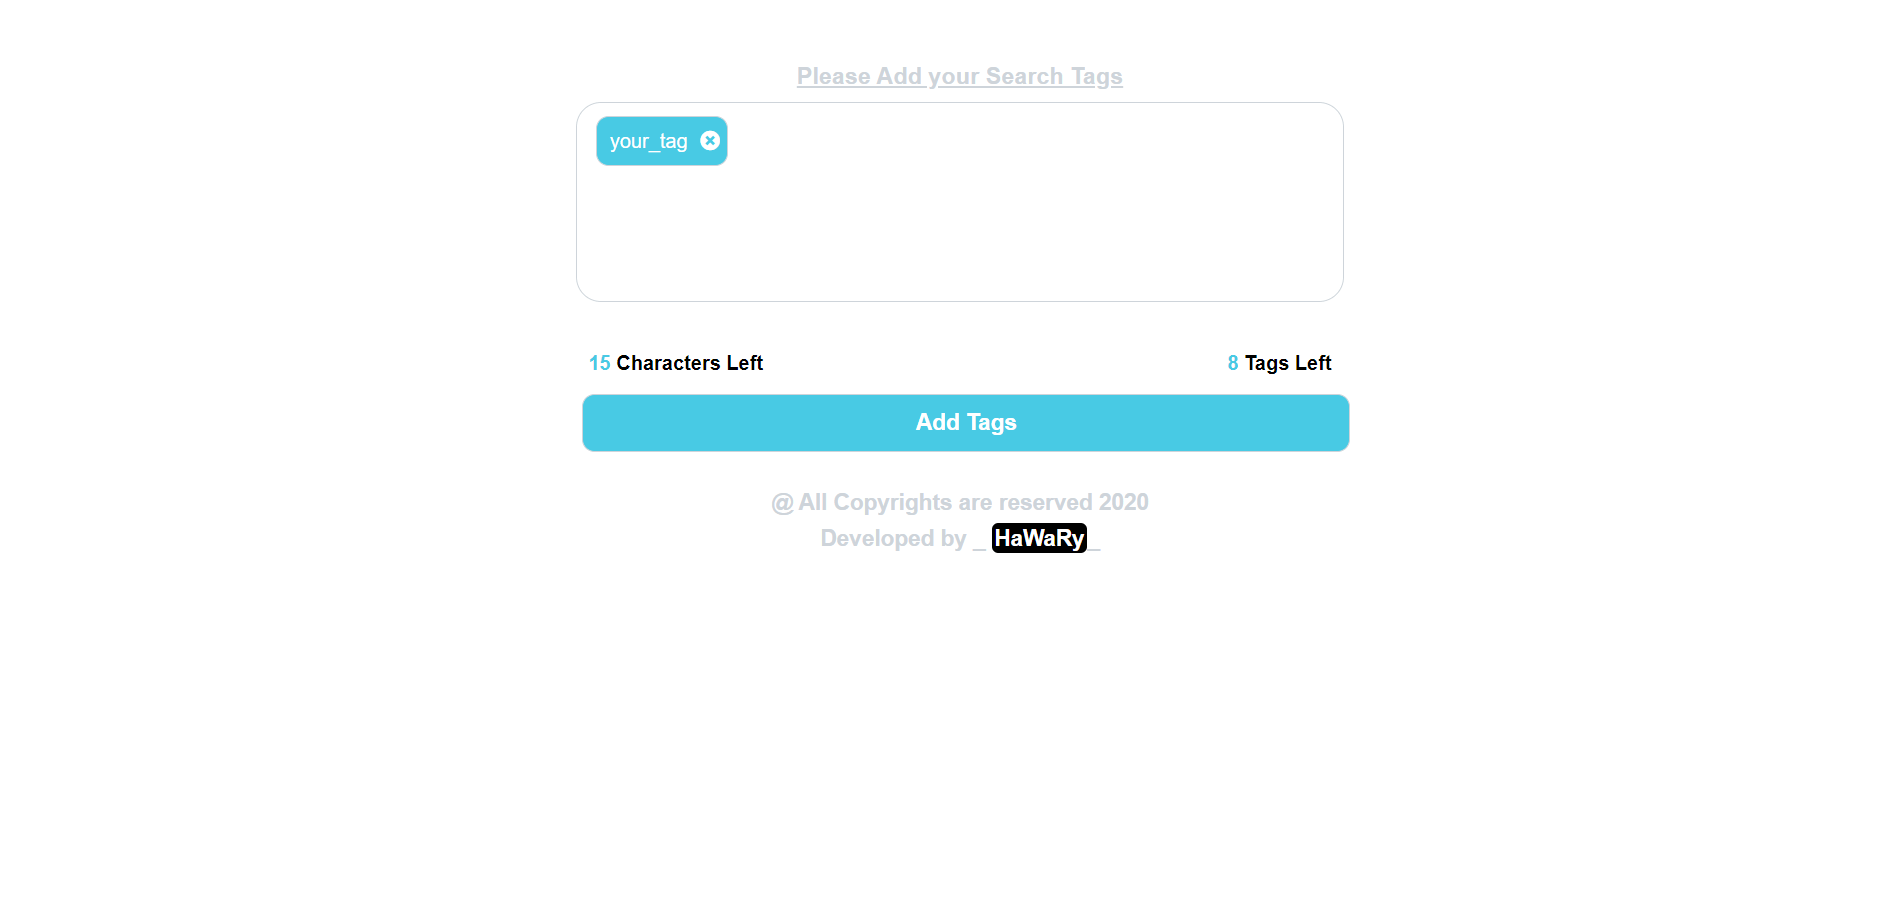 Please Add your Search Tags
your_tag
15 Characters Left
8 Tags Left
Add Tags
@ All Copyrights are reserved 2020
Developed by _ HaWaRy _